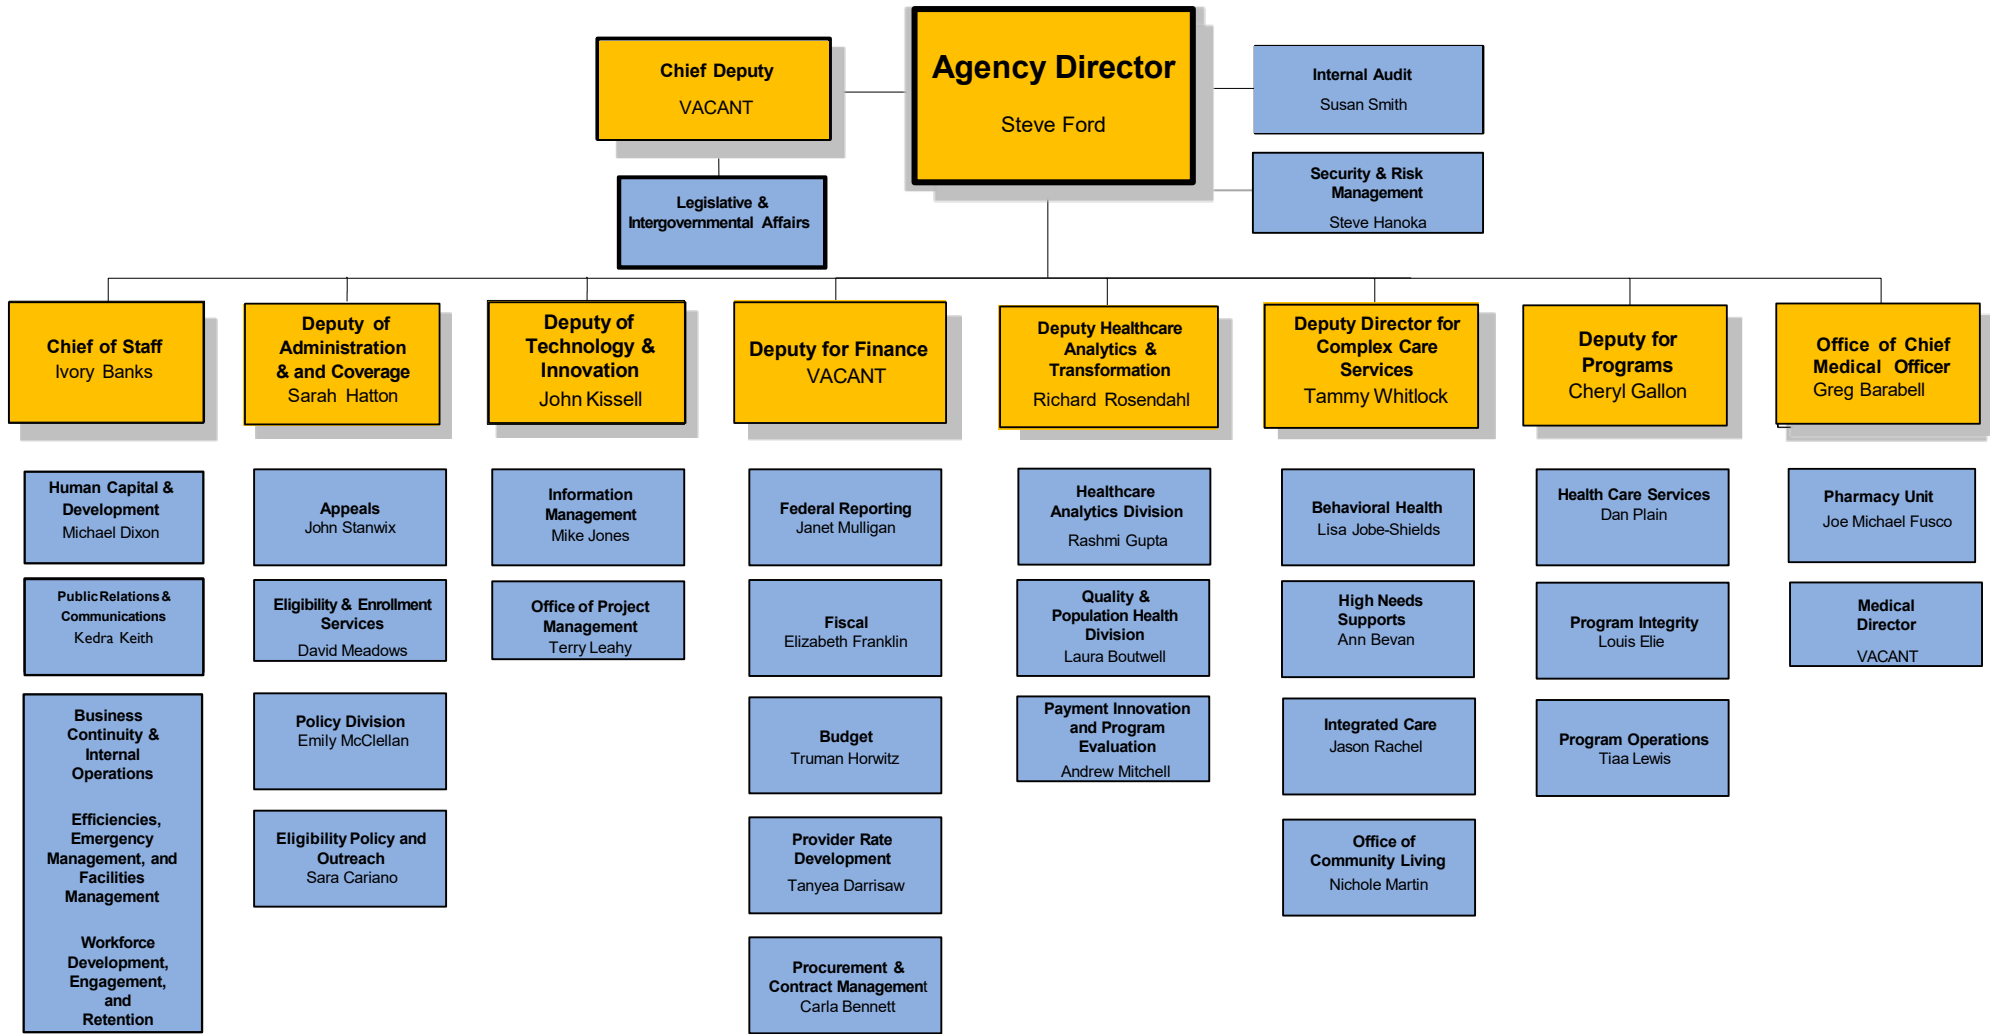 Chief Deputy
VACANT
Agency Director
Steve Ford
Internal Audit
Susan Smith
Legislative &
Intergovernmental Affairs
Security & Risk
Management
Steve Hanoka
Chief of Staff
Ivory Banks
Deputy of
Administration
& and Coverage
Sarah Hatton
Deputy of
Technology &
Innovation
John Kissell
Deputy for Finance
VACANT
Deputy Healthcare
Analytics &
Transformation
Richard Rosendahl
Deputy Director for
Complex Care
Services
Tammy Whitlock
Deputy for
Programs
Cheryl Gallon
Office of Chief
Medical Officer
Greg Barabell
Human Capital &
Development
Michael Dixon
Public Relations &
Communications
Kedra Keith
Business
Continuity &
Internal
Operations
Efficiencies,
Emergency
Management, and
Facilities
Management
Workforce
Development,
Engagement,
and
Retention
Appeals
John Stanwix
Eligibility & Enrollment
Services
David Meadows
Policy Division
Emily McClellan
Eligibility Policy and
Outreach
Sara Cariano
Information
Management
Mike Jones
Office of Project
Management
Terry Leahy
Federal Reporting
Janet Mulligan
Fiscal
Elizabeth Franklin
Budget
Truman Horwitz
Provider Rate
Development
Tanyea Darrisaw
Procurement &
Contract Management
Carla Bennett
Healthcare
Analytics Division
Rashmi Gupta
Quality &
Population Health
Division
Laura Boutwell
Payment Innovation
and Program
Evaluation
Andrew Mitchell
Behavioral Health
Lisa Jobe-Shields
High Needs
Supports
Ann Bevan
Integrated Care
Jason Rachel
Office of
Community Living
Nichole Martin
Health Care Services
Dan Plain
Program Integrity
Louis Elie
Program Operations
Tiaa Lewis
Pharmacy Unit
Joe Michael Fusco
Medical
Director
VACANT